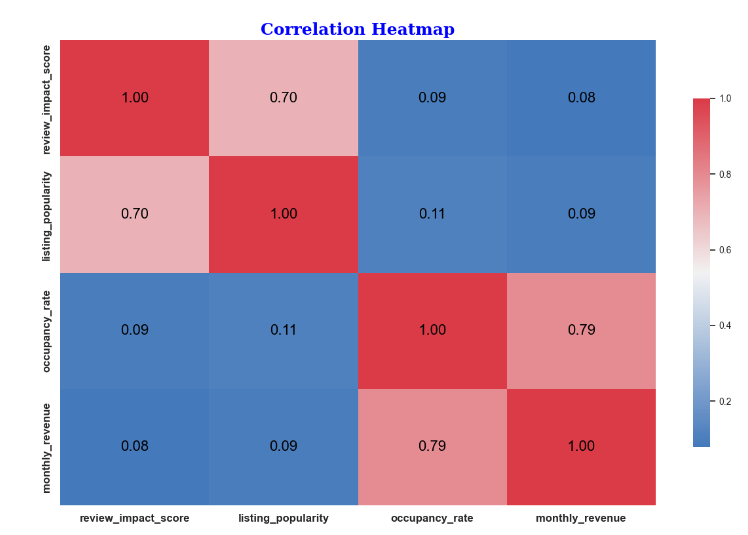 Correlation Heatmap
review_impact_score
1.00 0.70 0.09 0.08
listing_popularity
0.70 1.00 0.11 0.09
occupancy_rate
0.09 0.11 1.00 0.79
monthly_revenue
0.08 0.09 0.79 1.00
review_impact_score listing_popularity occupancy_rate monthly_revenue
1.0
0.8
0.6
0.4
0.2